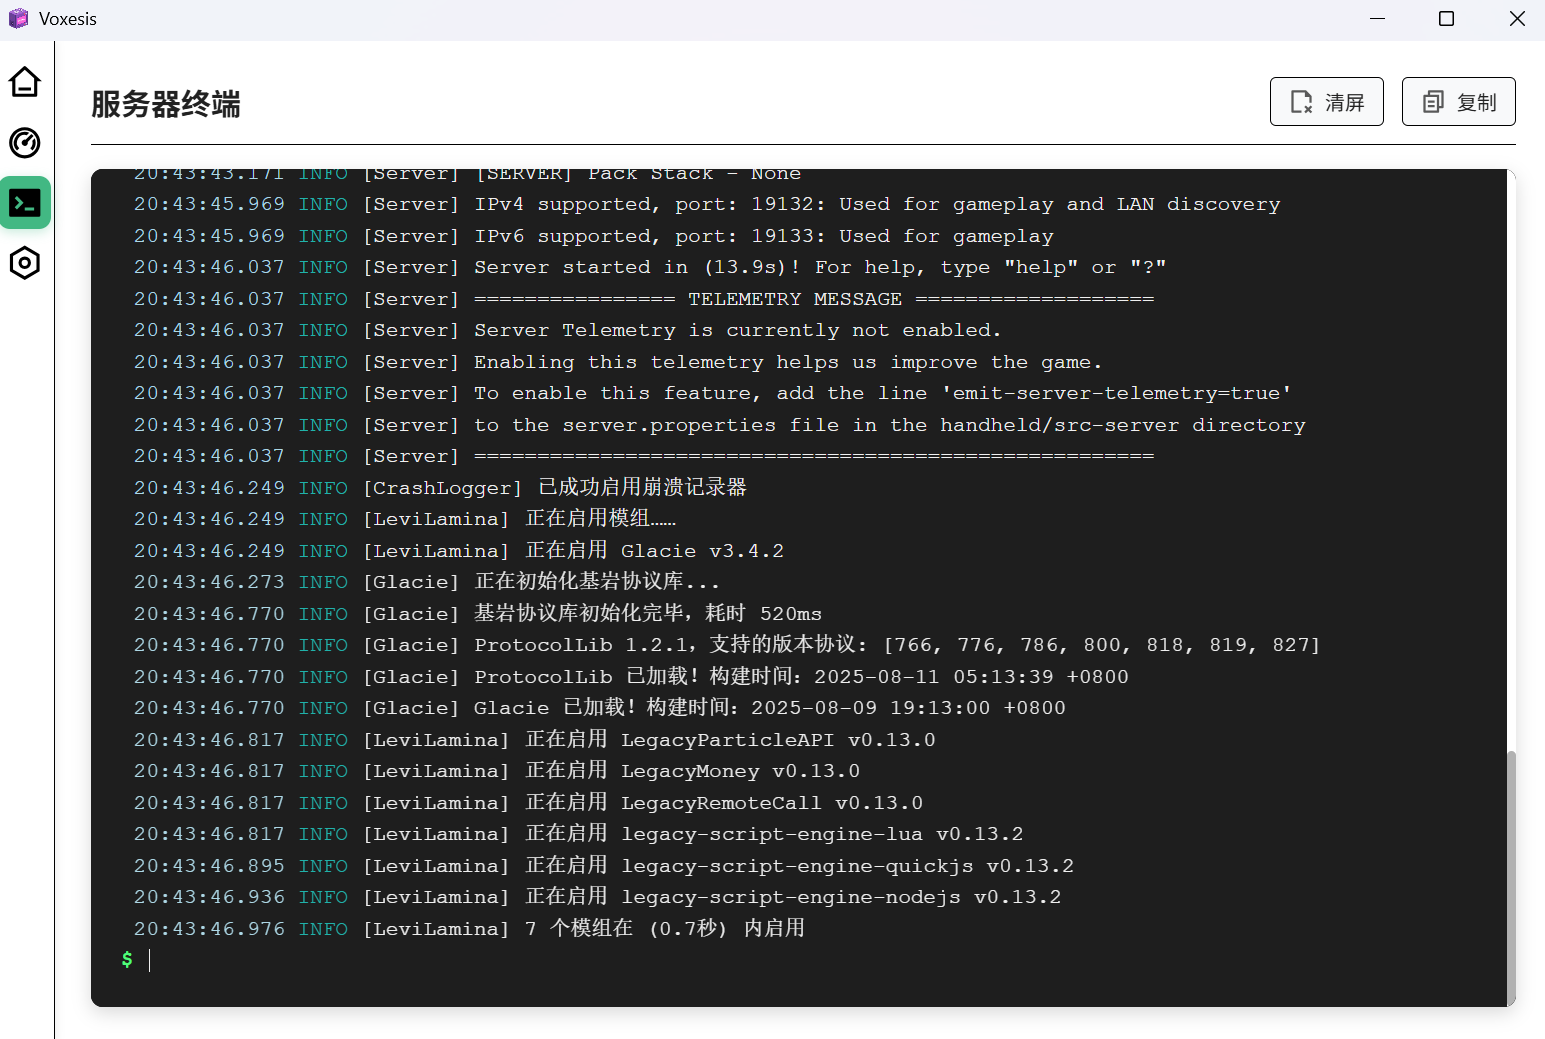 Voxesis
服务器终端
清屏
复制
20:43:43.171 INFO [Server] [SERVER] Pack Stack - None
20:43:45.969 INFO [Server] IPv4 supported, port: 19132: Used for gameplay and LAN discovery
20:43:45.969 INFO [Server] IPv6 supported, port: 19133: Used for gameplay
20:43:46.037 INFO [Server] Server started in (13.9s)! For help, type "help" or "?"
20:43:46.037 INFO [Server] ================ TELEMETRY MESSAGE ===================
20:43:46.037 INFO [Server] Server Telemetry is currently not enabled.
20:43:46.037 INFO [Server] Enabling this telemetry helps us improve the game.
20:43:46.037 INFO [Server] To enable this feature, add the line 'emit-server-telemetry=true'
20:43:46.037 INFO [Server] to the server.properties file in the handheld/src-server directory
20:43:46.037 INFO [Server] ======================================================
20:43:46.249 INFO [CrashLogger] 已成功启用崩溃记录器
20:43:46.249 INFO [LeviLamina] 正在启用模组……
20:43:46.249 INFO [LeviLamina] 正在启用 Glacie v3.4.2
20:43:46.273 INFO [Glacie] 正在初始化基岩协议库...
20:43:46.770 INFO [Glacie] 基岩协议库初始化完毕，耗时 520ms
20:43:46.770 INFO [Glacie] ProtocolLib 1.2.1，支持的版本协议：[766, 776, 786, 800, 818, 819, 827]
20:43:46.770 INFO [Glacie] ProtocolLib 已加载！构建时间：2025-08-11 05:13:39 +0800
20:43:46.770 INFO [Glacie] Glacie 已加载！构建时间：2025-08-09 19:13:00 +0800
20:43:46.817 INFO [LeviLamina] 正在启用 LegacyParticleAPI v0.13.0
20:43:46.817 INFO [LeviLamina] 正在启用 LegacyMoney v0.13.0
20:43:46.817 INFO [LeviLamina] 正在启用 LegacyRemoteCall v0.13.0
20:43:46.817 INFO [LeviLamina] 正在启用 legacy-script-engine-lua v0.13.2
20:43:46.895 INFO [LeviLamina] 正在启用 legacy-script-engine-quickjs v0.13.2
20:43:46.936 INFO [LeviLamina] 正在启用 legacy-script-engine-nodejs v0.13.2
20:43:46.976 INFO [LeviLamina] 7 个模组在 (0.7秒) 内启用
$